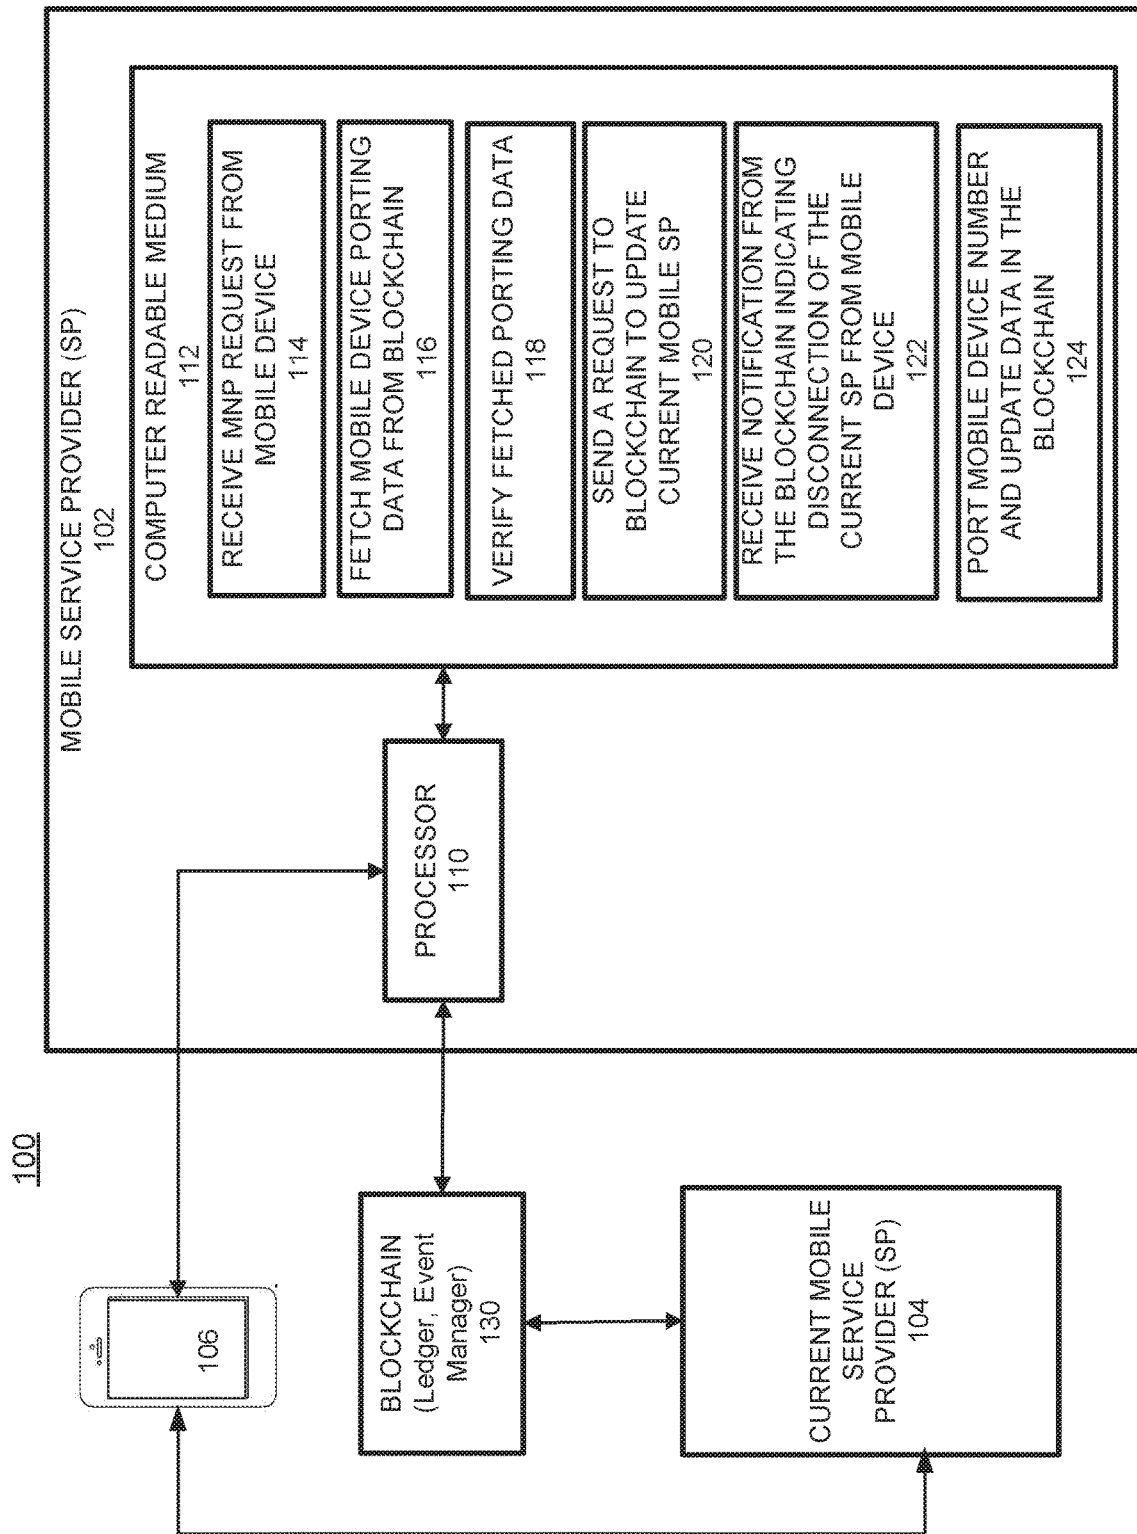 100
MOBILE SERVICE PROVIDER (SP)
102
COMPUTER READABLE MEDIUM
112
RECEIVE MNP REQUEST FROM
MOBILE DEVICE
114
FETCH MOBILE DEVICE PORTING
DATA FROM BLOCKCHAIN
116
VERIFY FETCHED PORTING DATA
118
SEND A REQUEST TO
BLOCKCHAIN TO UPDATE
CURRENT MOBILE SP
120
RECEIVE NOTIFICATION FROM
THE BLOCKCHAIN INDICATING
DISCONNECTION OF THE
CURRENT SP FROM MOBILE
DEVICE
122
PORT MOBILE DEVICE NUMBER
AND UPDATE DATA IN THE
BLOCKCHAIN
124
PROCESSOR
110
106
BLOCKCHAIN
(Ledger, Event
Manager)
130
CURRENT MOBILE
SERVICE
PROVIDER (SP)
104